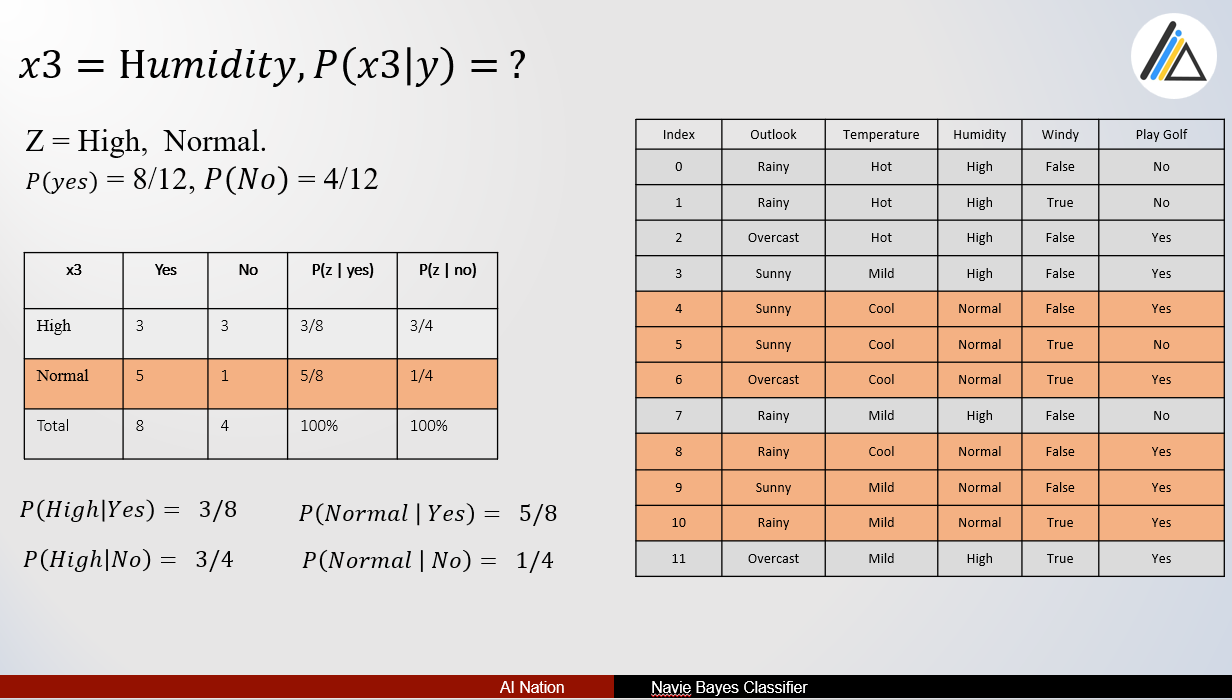 x3 = Humidity, P(x3|y) = ?
Z = High, Normal.
P(yes) = 8/12, P(No) = 4/12
x3 Yes No P(z | yes) P(z | no)
High 3 3 3/8 3/4
Normal 5 1 5/8 1/4
Total 8 4 100% 100%
P(High|Yes) = 3/8 P(Normal | Yes) = 5/8
P(High|No) = 3/4 P(Normal | No) = 1/4
Index Outlook Temperature Humidity Windy Play Golf
0 Rainy Hot High False No
1 Rainy Hot High True No
2 Overcast Hot High False Yes
3 Sunny Mild High False Yes
4 Sunny Cool Normal False Yes
5 Sunny Cool Normal True No
6 Overcast Cool Normal True Yes
7 Rainy Mild High False No
8 Rainy Cool Normal False Yes
9 Sunny Mild Normal False Yes
10 Rainy Mild Normal True Yes
11 Overcast Mild High True Yes
AI Nation Navie Bayes Classifier